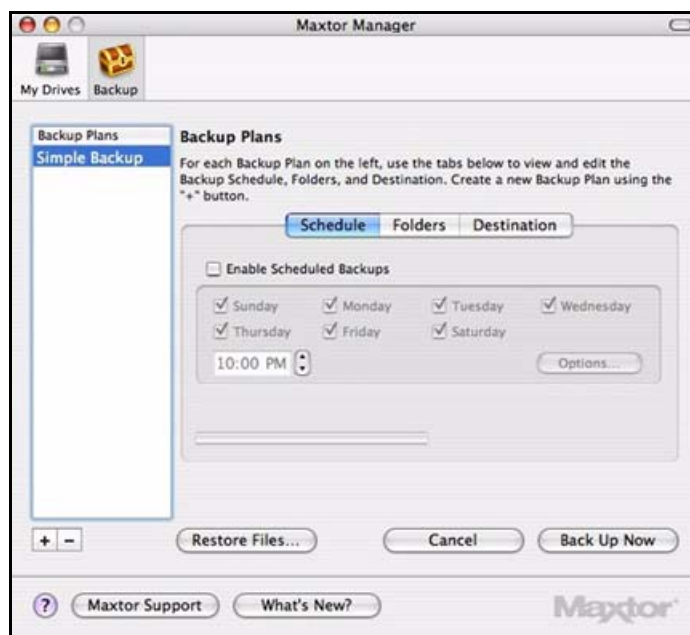 Maxtor Manager
My Drives Backup
Backup Plans
Simple Backup
Backup Plans
For each Backup Plan on the left, use the tabs below to view and edit the
Backup Schedule, Folders, and Destination. Create a new Backup Plan using the
"+" button.
Schedule Folders Destination
Enable Scheduled Backups
Sunday Monday Tuesday Wednesday
Thursday Friday Saturday
10:00 PM Options...
+ - Restore Files... Cancel Back Up Now
? Maxtor Support What's New? Maxtor